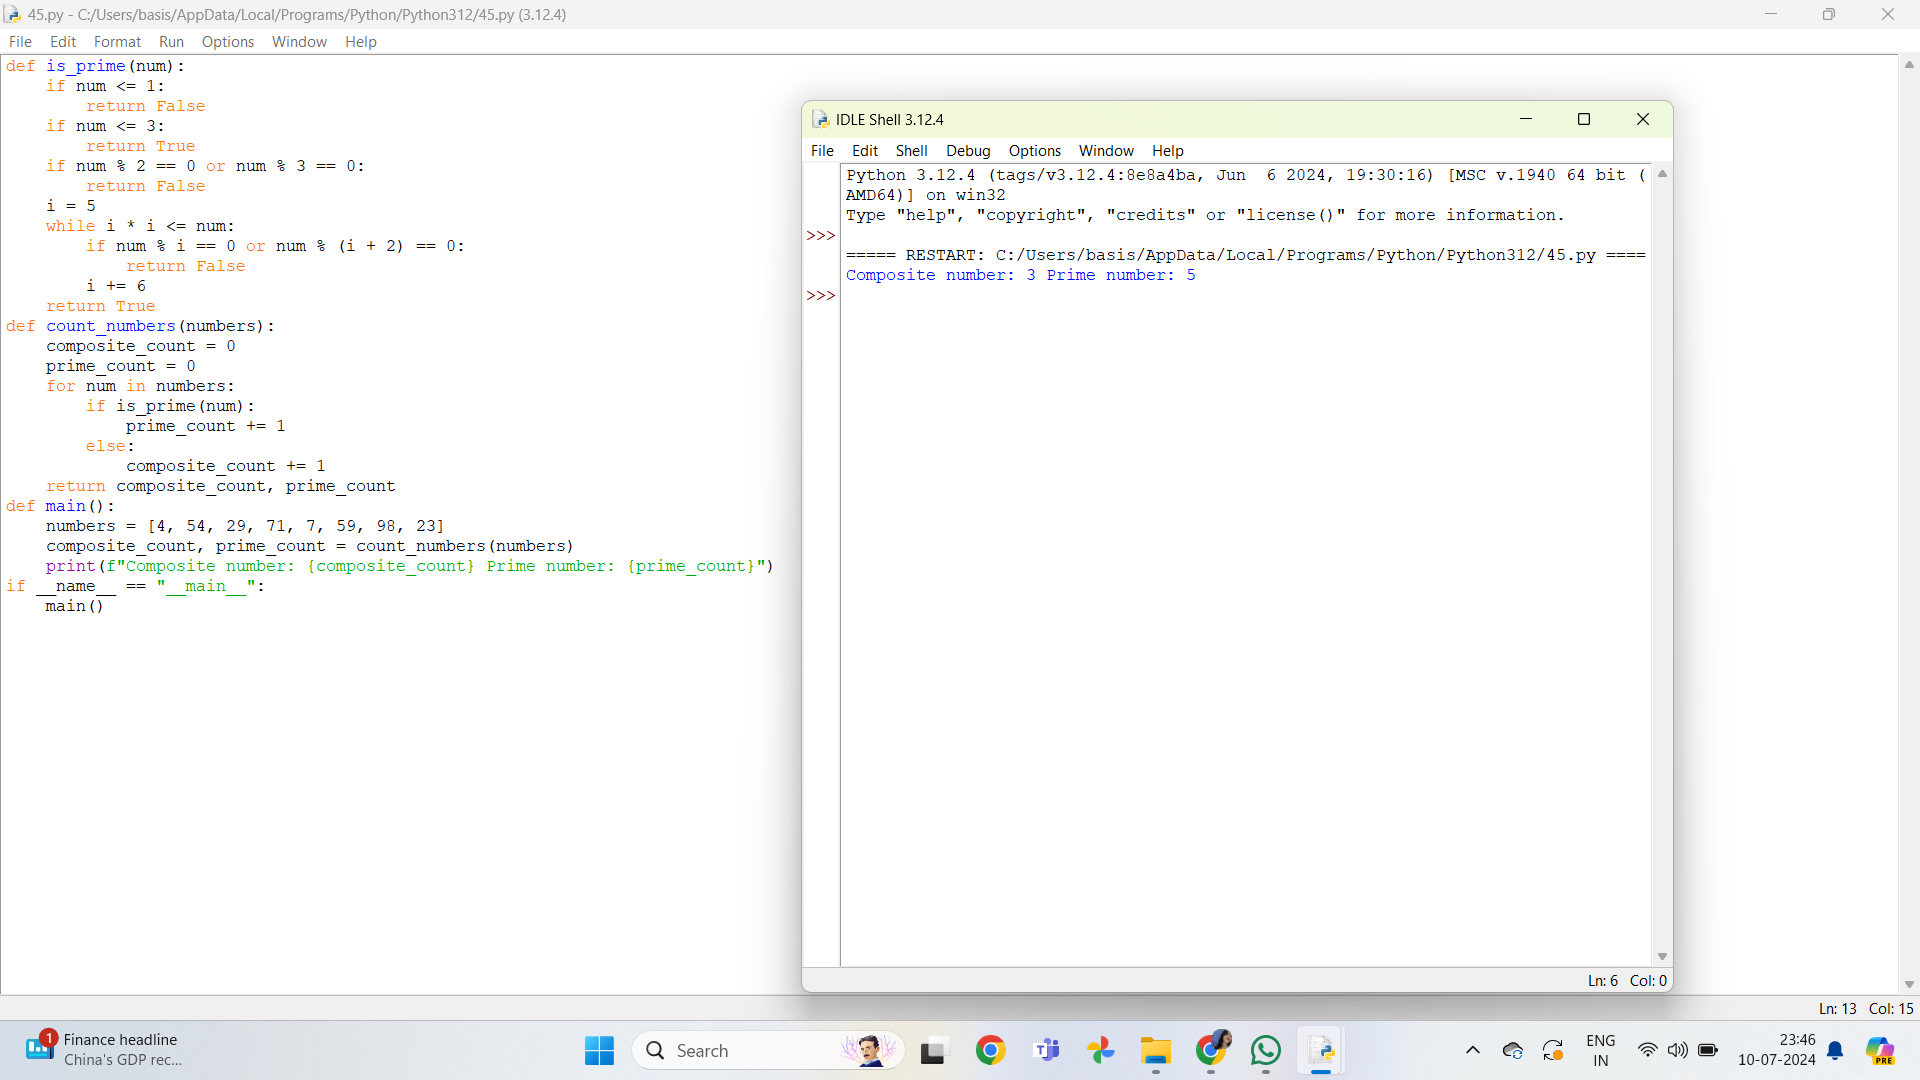 45.py - C:/Users/basis/AppData/Local/Programs/Python/Python312/45.py (3.12.4)
File Edit Format Run Options Window Help
def is_prime(num):
    if num <= 1:
        return False
    if num <= 3:
        return True
    if num % 2 == 0 or num % 3 == 0:
        return False
    i = 5
    while i * i <= num:
        if num % i == 0 or num % (i + 2) == 0:
            return False
        i += 6
    return True
def count_numbers(numbers):
    composite_count = 0
    prime_count = 0
    for num in numbers:
        if is_prime(num):
            prime_count += 1
        else:
            composite_count += 1
    return composite_count, prime_count
def main():
    numbers = [4, 54, 29, 71, 7, 59, 98, 23]
    composite_count, prime_count = count_numbers(numbers)
    print(f"Composite number: {composite_count} Prime number: {prime_count}")
if __name__ == "__main__":
    main()
IDLE Shell 3.12.4
File Edit Shell Debug Options Window Help
Python 3.12.4 (tags/v3.12.4:8e8a4ba, Jun  6 2024, 19:30:16) [MSC v.1940 64 bit (
AMD64)] on win32
Type "help", "copyright", "credits" or "license()" for more information.
>>>
===== RESTART: C:/Users/basis/AppData/Local/Programs/Python/Python312/45.py ====
Composite number: 3 Prime number: 5
>>>
Ln: 6 Col: 0
Ln: 13 Col: 15
1
Finance headline
China's GDP rec...
Search
ENG
IN
23:46
10-07-2024
PRE